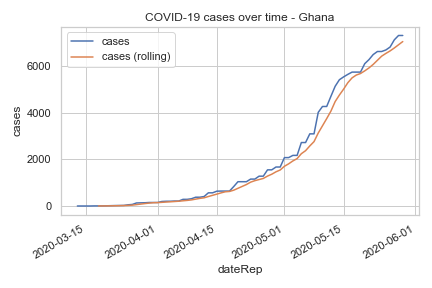 COVID-19 cases over time - Ghana
cases
cases (rolling)
6000
4000
2000
0
cases
2020-03-15
2020-04-01
2020-04-15
2020-05-01
2020-05-15
2020-06-01
dateRep